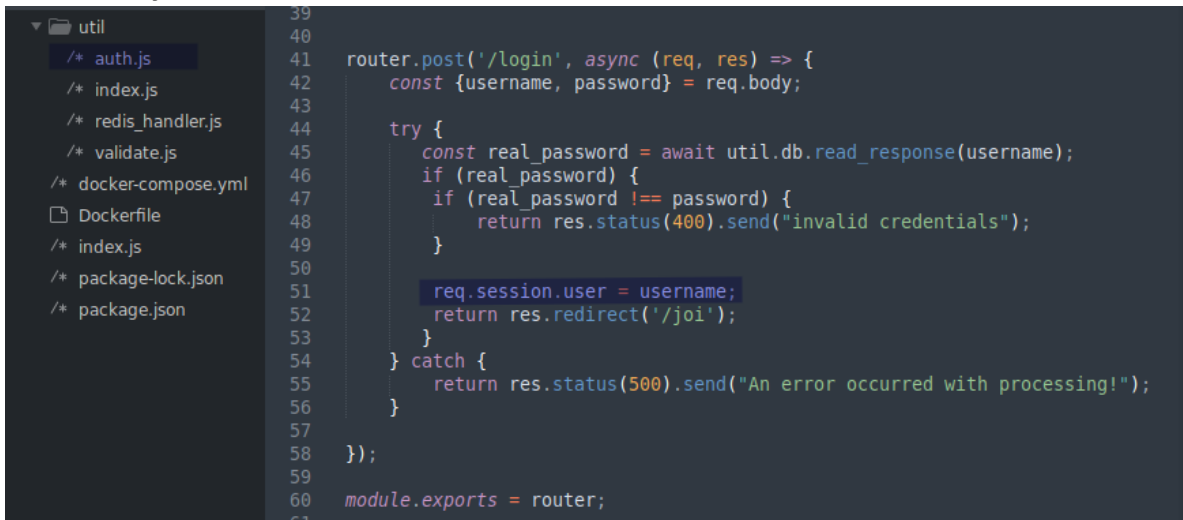 util
/* auth.js
/* index.js
/* redis_handler.js
/* validate.js
/* docker-compose.yml
Dockerfile
/* index.js
/* package-lock.json
/* package.json
39
40
41 router.post('/login', async (req, res) => {
42 const {username, password} = req.body;
43
44 try {
45 const real_password = await util.db.read_response(username);
46 if (real_password) {
47 if (real_password !== password) {
48 return res.status(400).send("invalid credentials");
49 }
50
51 req.session.user = username;
52 return res.redirect('/joi');
53 }
54 } catch {
55 return res.status(500).send("An error occurred with processing!");
56 }
57
58 });
59
60 module.exports = router;
61